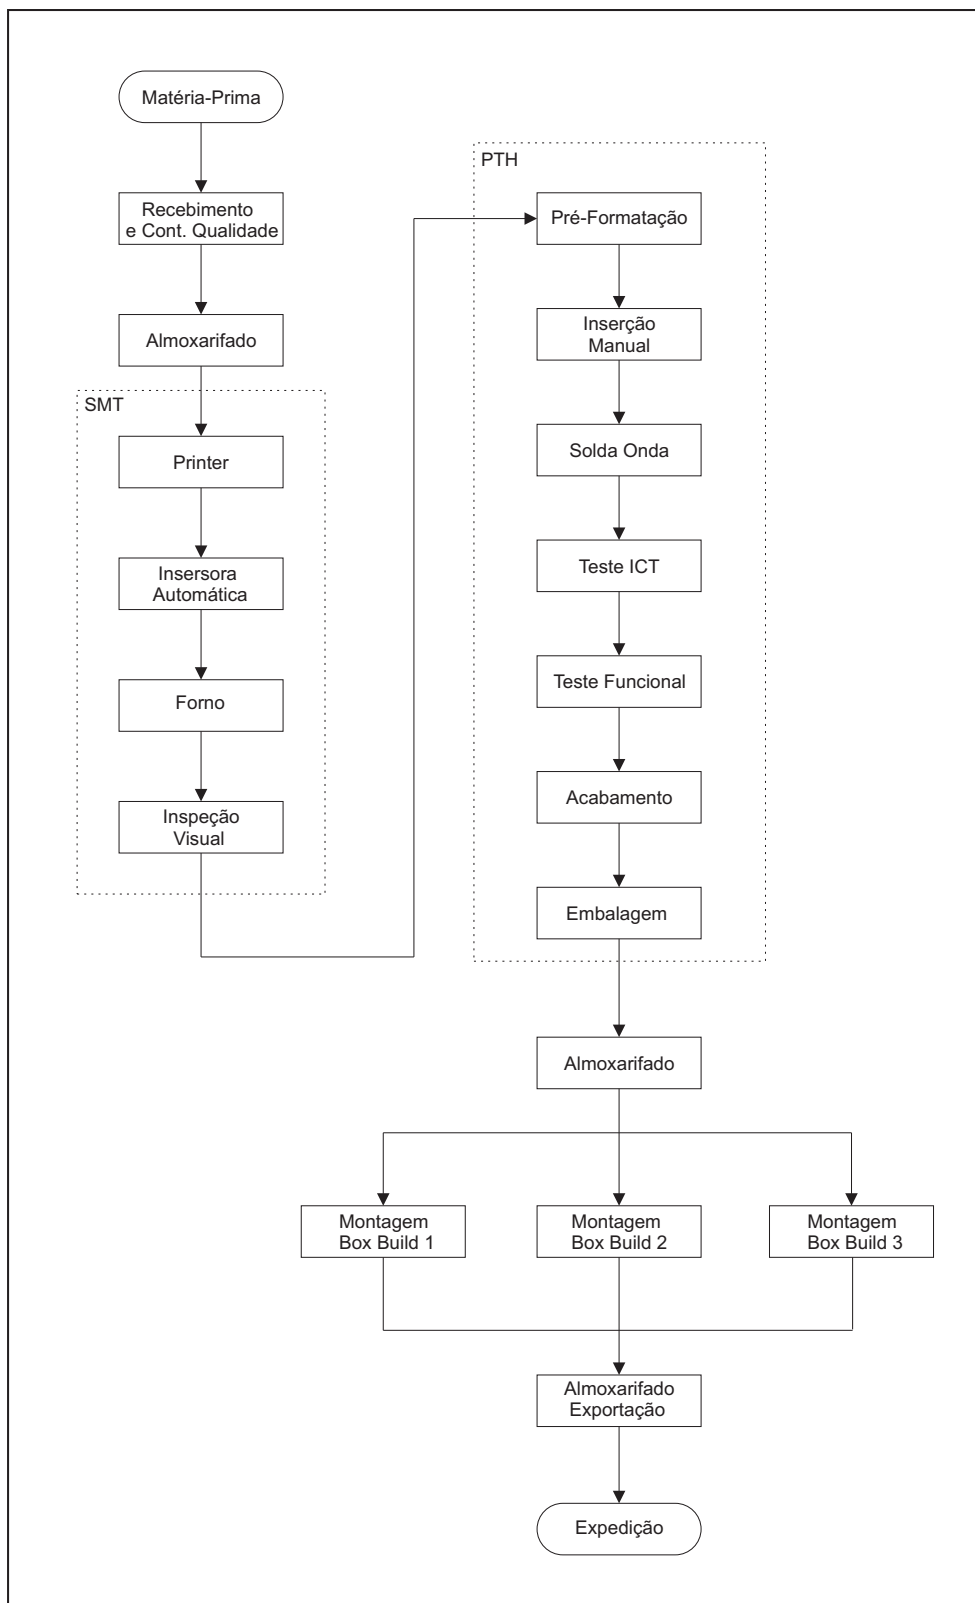 Matéria-Prima
Recebimento
e Cont. Qualidade
Almoxarifado
SMT
Printer
Insersora
Automática
Forno
Inspeção
Visual
PTH
Pré-Formatação
Inserção
Manual
Solda Onda
Teste ICT
Teste Funcional
Acabamento
Embalagem
Almoxarifado
Montagem
Box Build 1
Montagem
Box Build 2
Montagem
Box Build 3
Almoxarifado
Exportação
Expedição